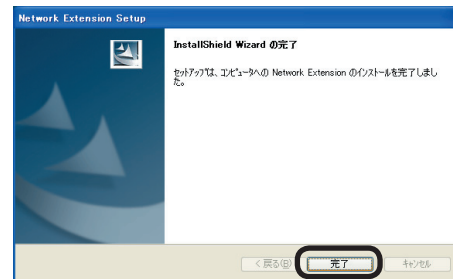 Network Extension Setup
InstallShield Wizard の完了
セットアップは、コンピュータへの Network Extension のインストールを完了しまし
た。
< 戻る(B)
完了
キャンセル